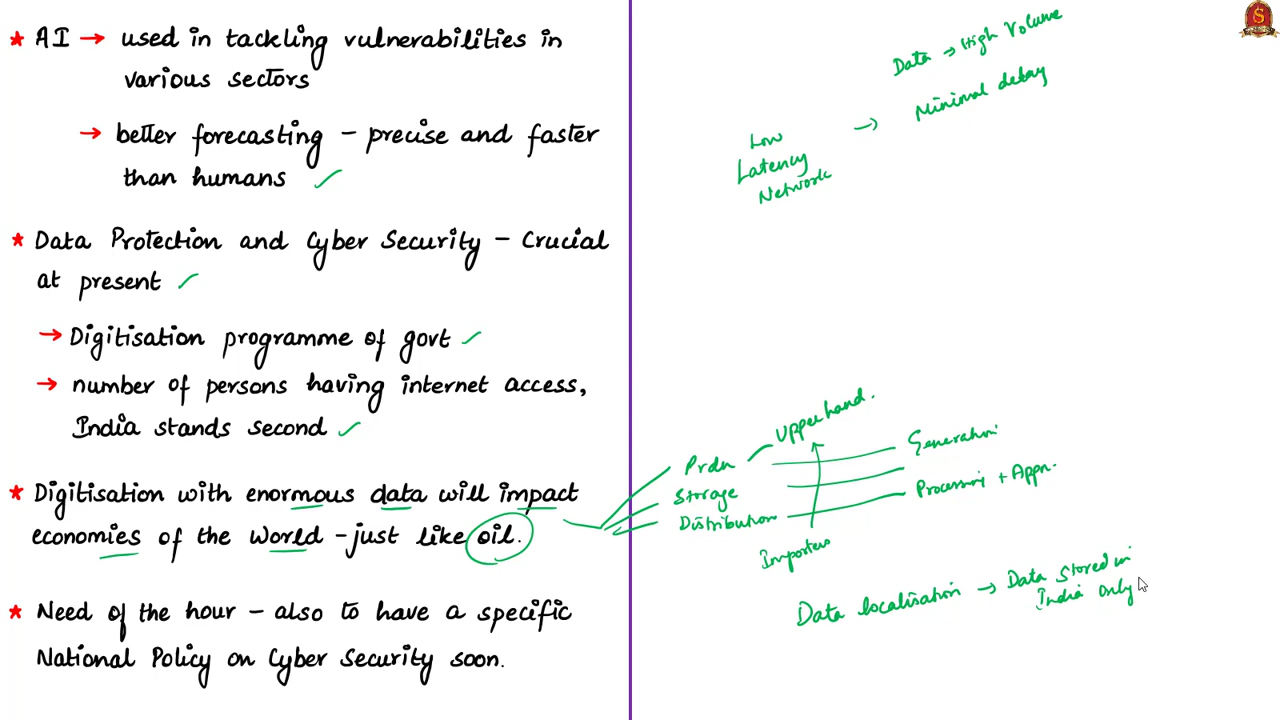 * AI → used in tackling vulnerabilities in
various sectors
→ better forecasting - precise and faster
than humans ✓
* Data Protection and Cyber Security - Crucial
at present ✓
→ Digitisation programme of govt ✓
→ number of persons having internet access,
India stands second ✓
* Digitisation with enormous data will impact
economies of the world - just like oil.
* Need of the hour - also to have a specific
National Policy on Cyber Security soon.
S
Data → High Volume
Minimal delay
Low →
Latency
Network
Upperhand.
Prdn
Storage
Distribution
Importers
Generation
Processing + Appn.
Data localisation → Data Stored in
India only